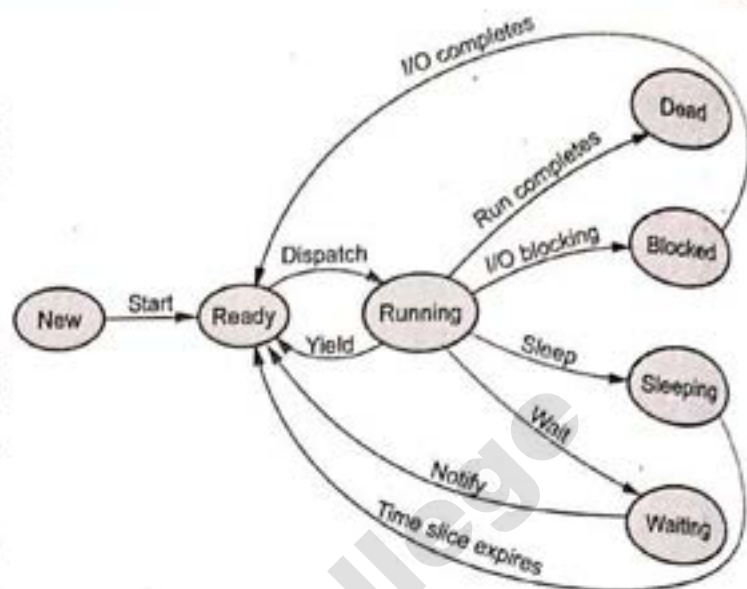 I/O completes
Dead
Run completes
I/O blocking
Blocked
Dispatch
New
Start
Ready
Running
Yield
Sleep
Sleeping
Wait
Notify
Waiting
Time slice expires
llege